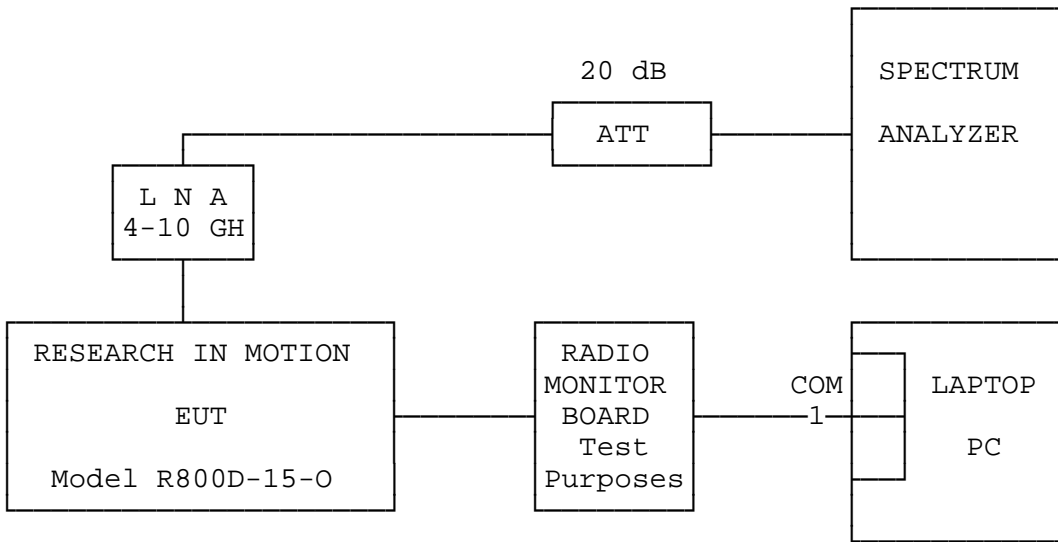 20 dB
ATT
SPECTRUM
ANALYZER
L N A
4-10 GH
RESEARCH IN MOTION
EUT
Model R800D-15-O
RADIO
MONITOR
BOARD
Test
Purposes
COM
1
LAPTOP
PC